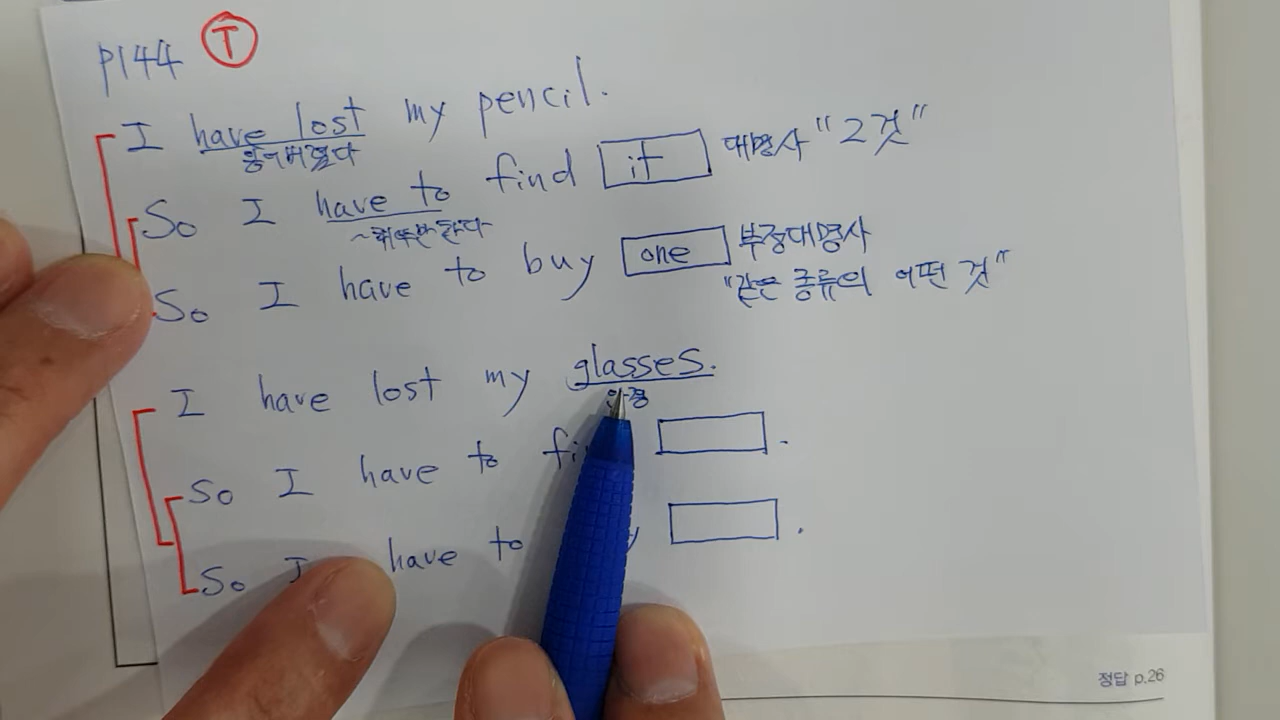 P144 T
I have lost my pencil.
잃어버렸다
So I have to find it 대명사 "그것"
~해야만 한다
So I have to buy one 부정대명사
"같은 종류의 어떤 것"
I have lost my glasses.
안경
So I have to .
So I have to .
정답 p.26